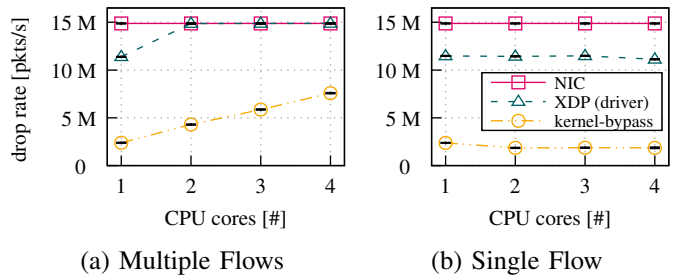 drop rate [pkts/s]
15 M
10 M
5 M
0
1 2 3 4
CPU cores [#]
(a) Multiple Flows
15 M
10 M
5 M
0
NIC
XDP (driver)
kernel-bypass
1 2 3 4
CPU cores [#]
(b) Single Flow